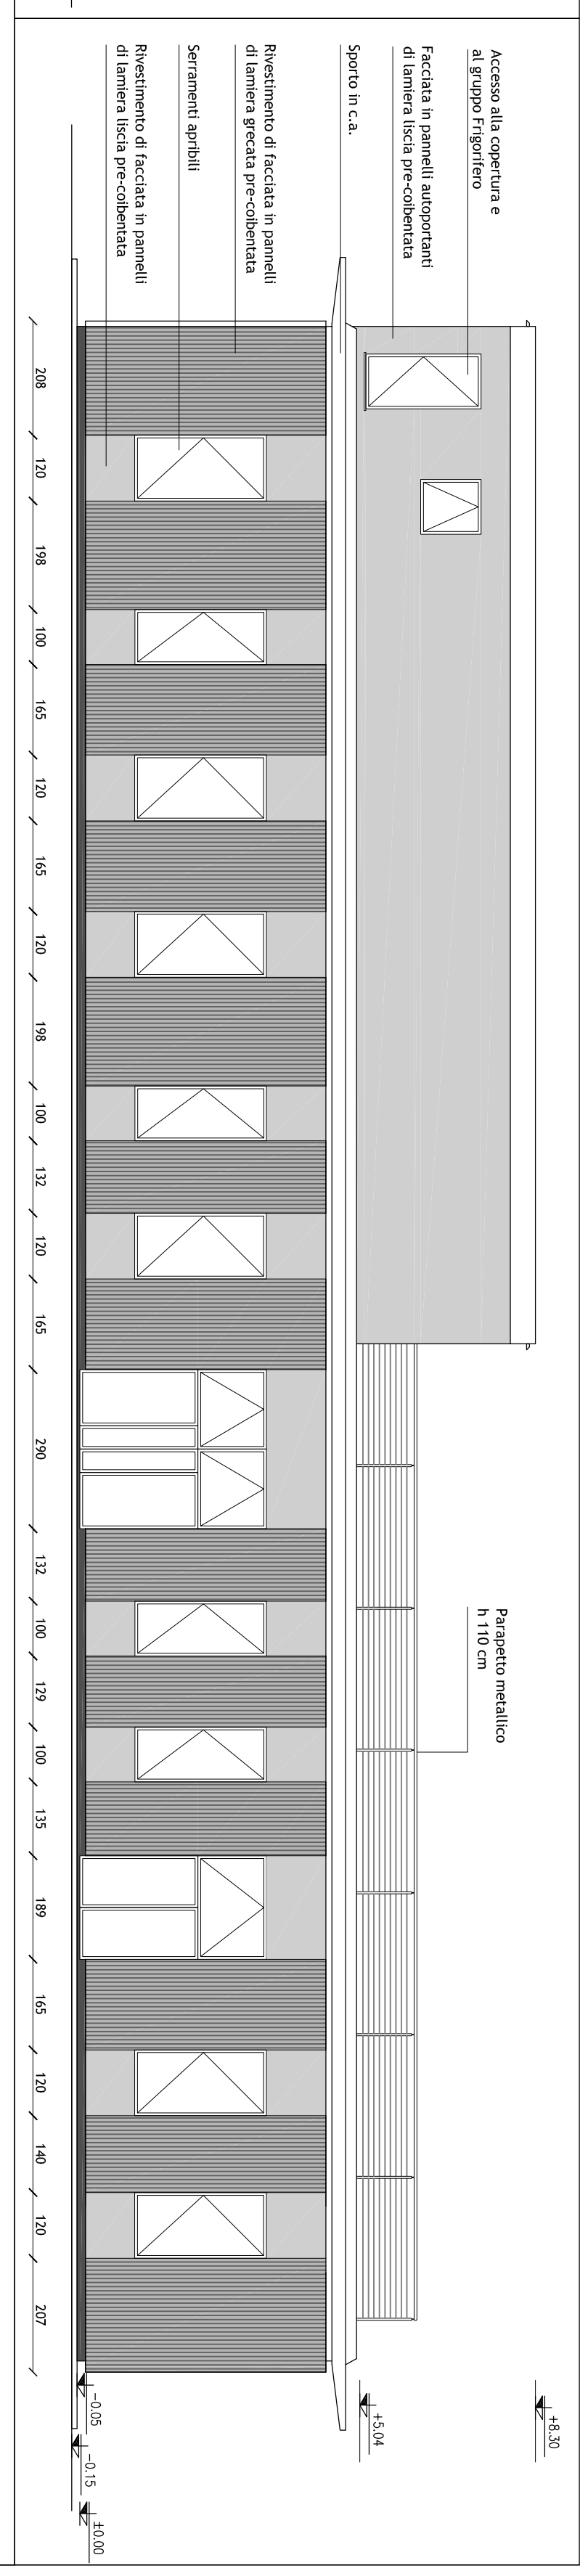 Accesso alla copertura e
al gruppo Frigorifero
Facciata in pannelli autoportanti
di lamiera liscia pre-coibentata
Sporto in c.a.
Rivestimento di facciata in pannelli
di lamiera grecata pre-coibentata
Serramenti apribili
Rivestimento di facciata in pannelli
di lamiera liscia pre-coibentata
Parapetto metallico
h 110 cm
+8.30
+5.04
−0.05
−0.15
±0.00
208
120
198
100
165
120
165
120
198
100
132
120
165
290
132
100
129
100
135
189
165
120
140
120
207